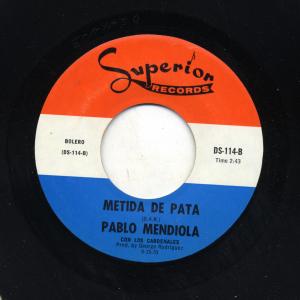 Superior
RECORDS
BOLERO
(DS-114-B)
DS-114-B
Time 2:43
METIDA DE PATA
(D.A.R.)
PABLO MENDIOLA
CON LOS CARDENALES
Prod. by George Rodriguez